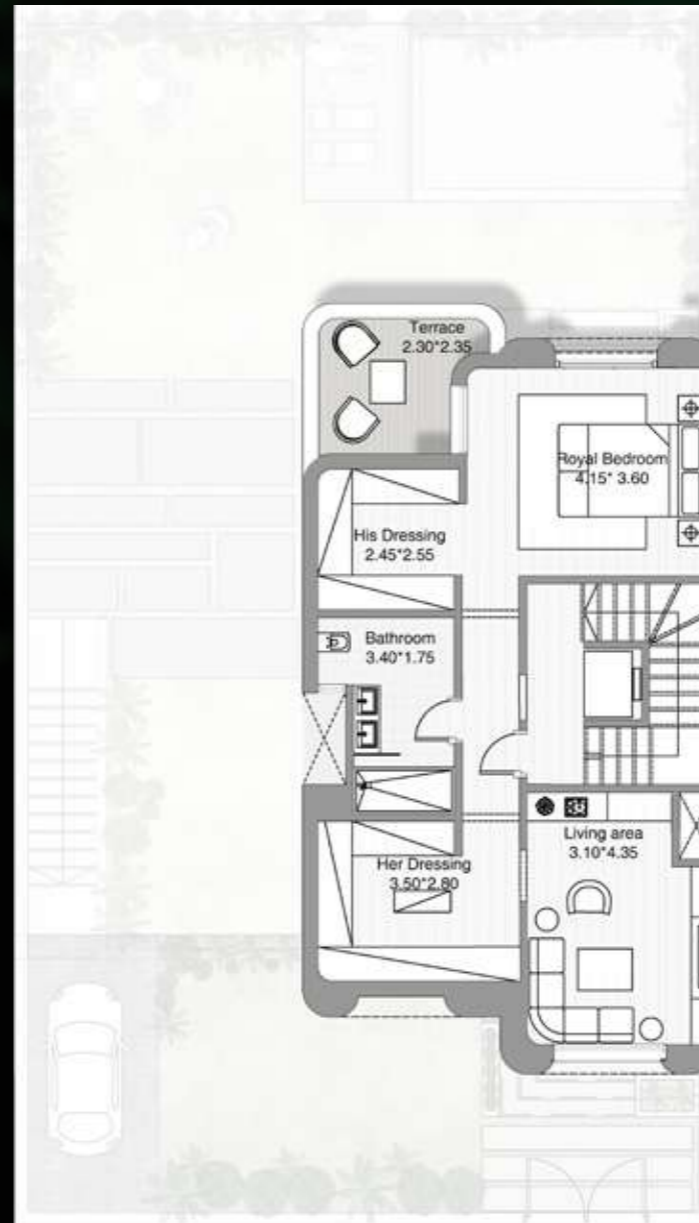 Terrace
2.30*2.35
Royal Bedroom
4.15* 3.60
His Dressing
2.45*2.55
Bathroom
3.40*1.75
Living area
3.10*4.35
Her Dressing
3.50*2.80